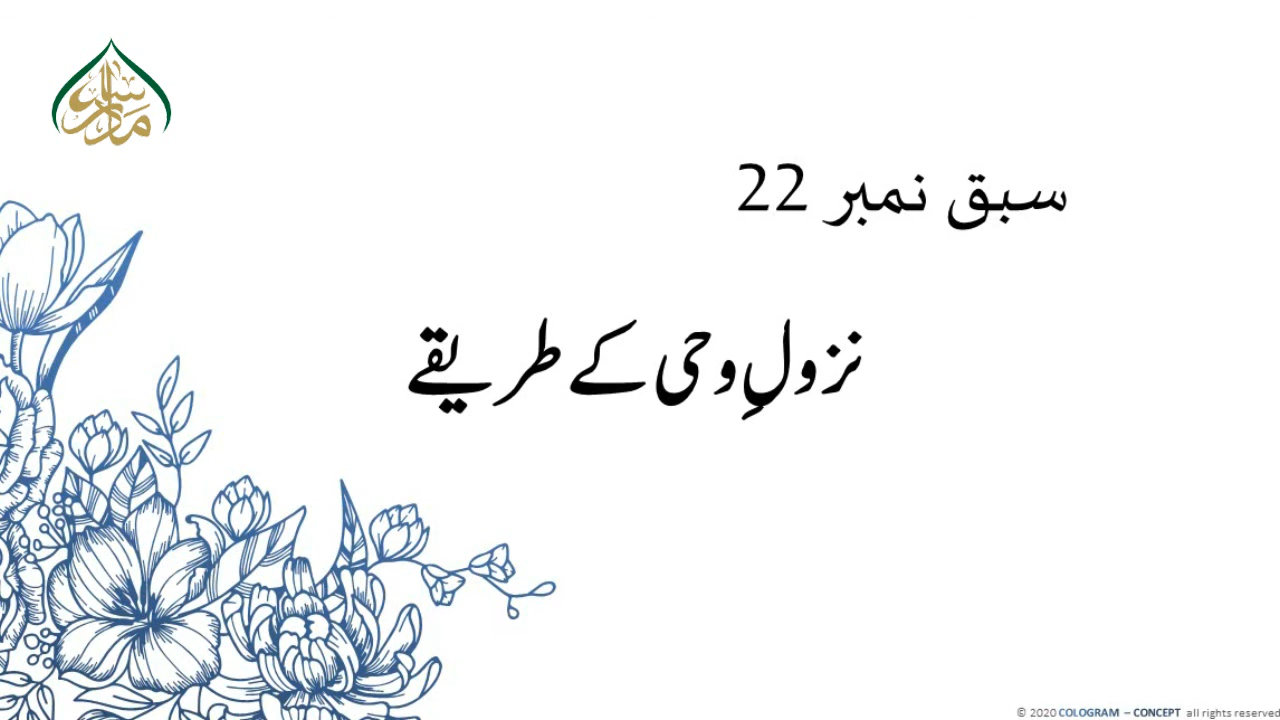 سبق نمبر 22
نزولِ وحی کے طریقے
© 2020 COLOGRAM – CONCEPT all rights reserved